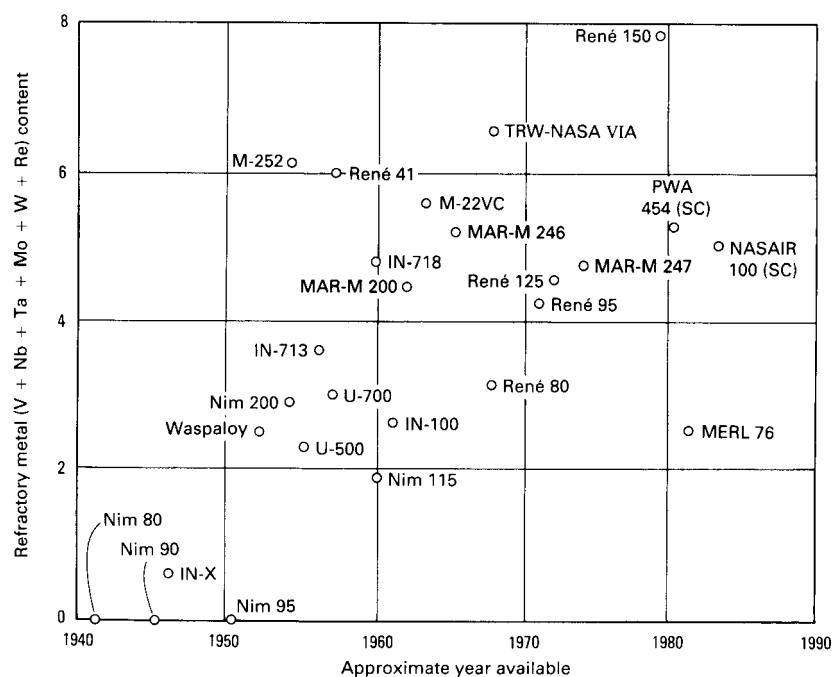 Refractory metal (V + Nb + Ta + Mo + W + Re) content
8
6
4
2
0
René 150
TRW-NASA VIA
M-252
René 41
PWA
454 (SC)
M-22VC
MAR-M 246
NASAIR
100 (SC)
IN-718
MAR-M 247
MAR-M 200
René 125
René 95
IN-713
René 80
U-700
Nim 200
IN-100
Waspaloy
MERL 76
U-500
Nim 115
Nim 80
Nim 90
IN-X
Nim 95
1940
1950
1960
1970
1980
1990
Approximate year available